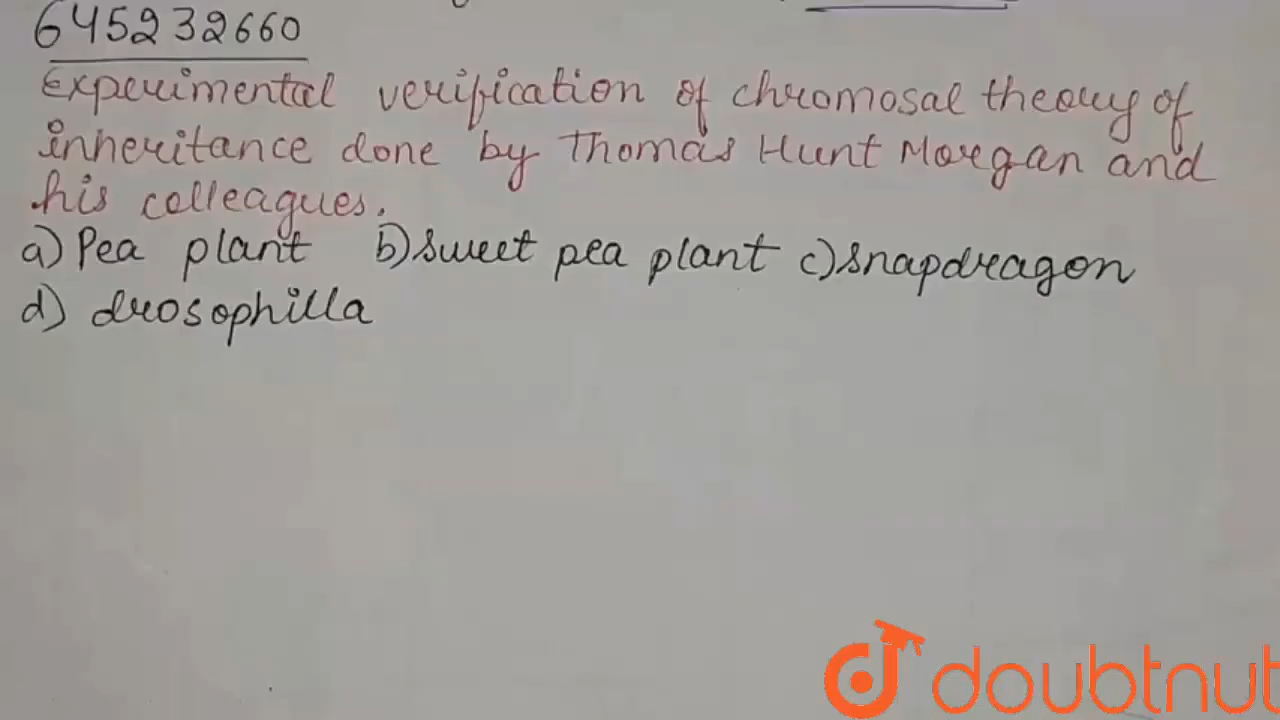 645232660
Experimental verification of chromosal theory of
inheritance done by Thomas Hunt Morgan and
his colleagues.
a) Pea plant b) sweet pea plant c) snapdragon
d) drosophilla
doubtnut